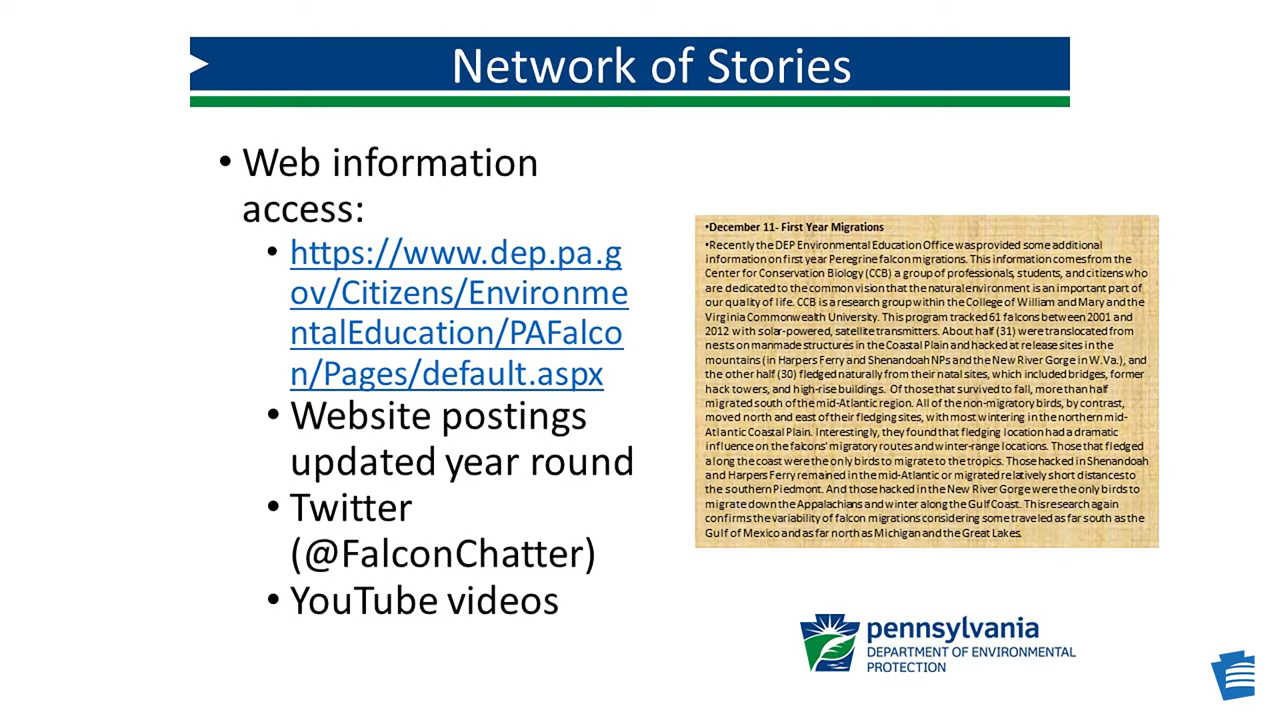 Network of Stories
• Web information
access:
• https://www.dep.pa.g
ov/Citizens/Environme
ntalEducation/PAFalco
n/Pages/default.aspx
• Website postings
updated year round
• Twitter
(@FalconChatter)
• YouTube videos
•December 11- First Year Migrations
•Recently the DEP Environmental Education Office was provided some additional
information on first year Peregrine falcon migrations. This information comes from the
Center for Conservation Biology (CCB) a group of professionals, students, and citizens who
are dedicated to the common vision that the natural environment is an important part of
our quality of life. CCB is a research group within the College of William and Mary and the
Virginia Commonwealth University. This program tracked 61 falcons between 2001 and
2012 with solar-powered, satellite transmitters. About half (31) were translocated from
nests on manmade structures in the Coastal Plain and hacked at release sites in the
mountains (in Harpers Ferry and Shenandoah NPs and the New River Gorge in W.Va.), and
the other half (30) fledged naturally from their natal sites, which included bridges, former
hack towers, and high-rise buildings. Of those that survived to fall, more than half
migrated south of the mid-Atlantic region. All of the non-migratory birds, by contrast,
moved north and east of their fledging sites, with most wintering in the northern mid-
Atlantic Coastal Plain. Interestingly, they found that fledging location had a dramatic
influence on the falcons' migratory routes and winter-range locations. Those that fledged
along the coast were the only birds to migrate to the tropics. Those hacked in Shenandoah
and Harpers Ferry remained in the mid-Atlantic or migrated relatively short distances to
the southern Piedmont. And those hacked in the New River Gorge were the only birds to
migrate down the Appalachians and winter along the Gulf Coast. This research again
confirms the variability of falcon migrations considering some traveled as far south as the
Gulf of Mexico and as far north as Michigan and the Great Lakes.
pennsylvania
DEPARTMENT OF ENVIRONMENTAL
PROTECTION